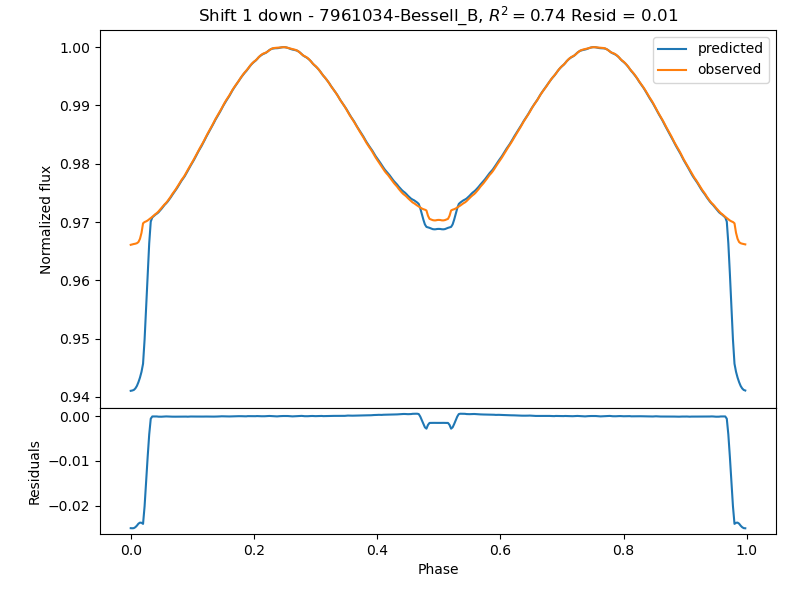 Shift 1 down - 7961034-Bessell_B, R² = 0.74 Resid = 0.01
predicted
observed
Normalized flux
1.00
0.99
0.98
0.97
0.96
0.95
0.94
Residuals
0.00
−0.01
−0.02
0.0 0.2 0.4 0.6 0.8 1.0
Phase